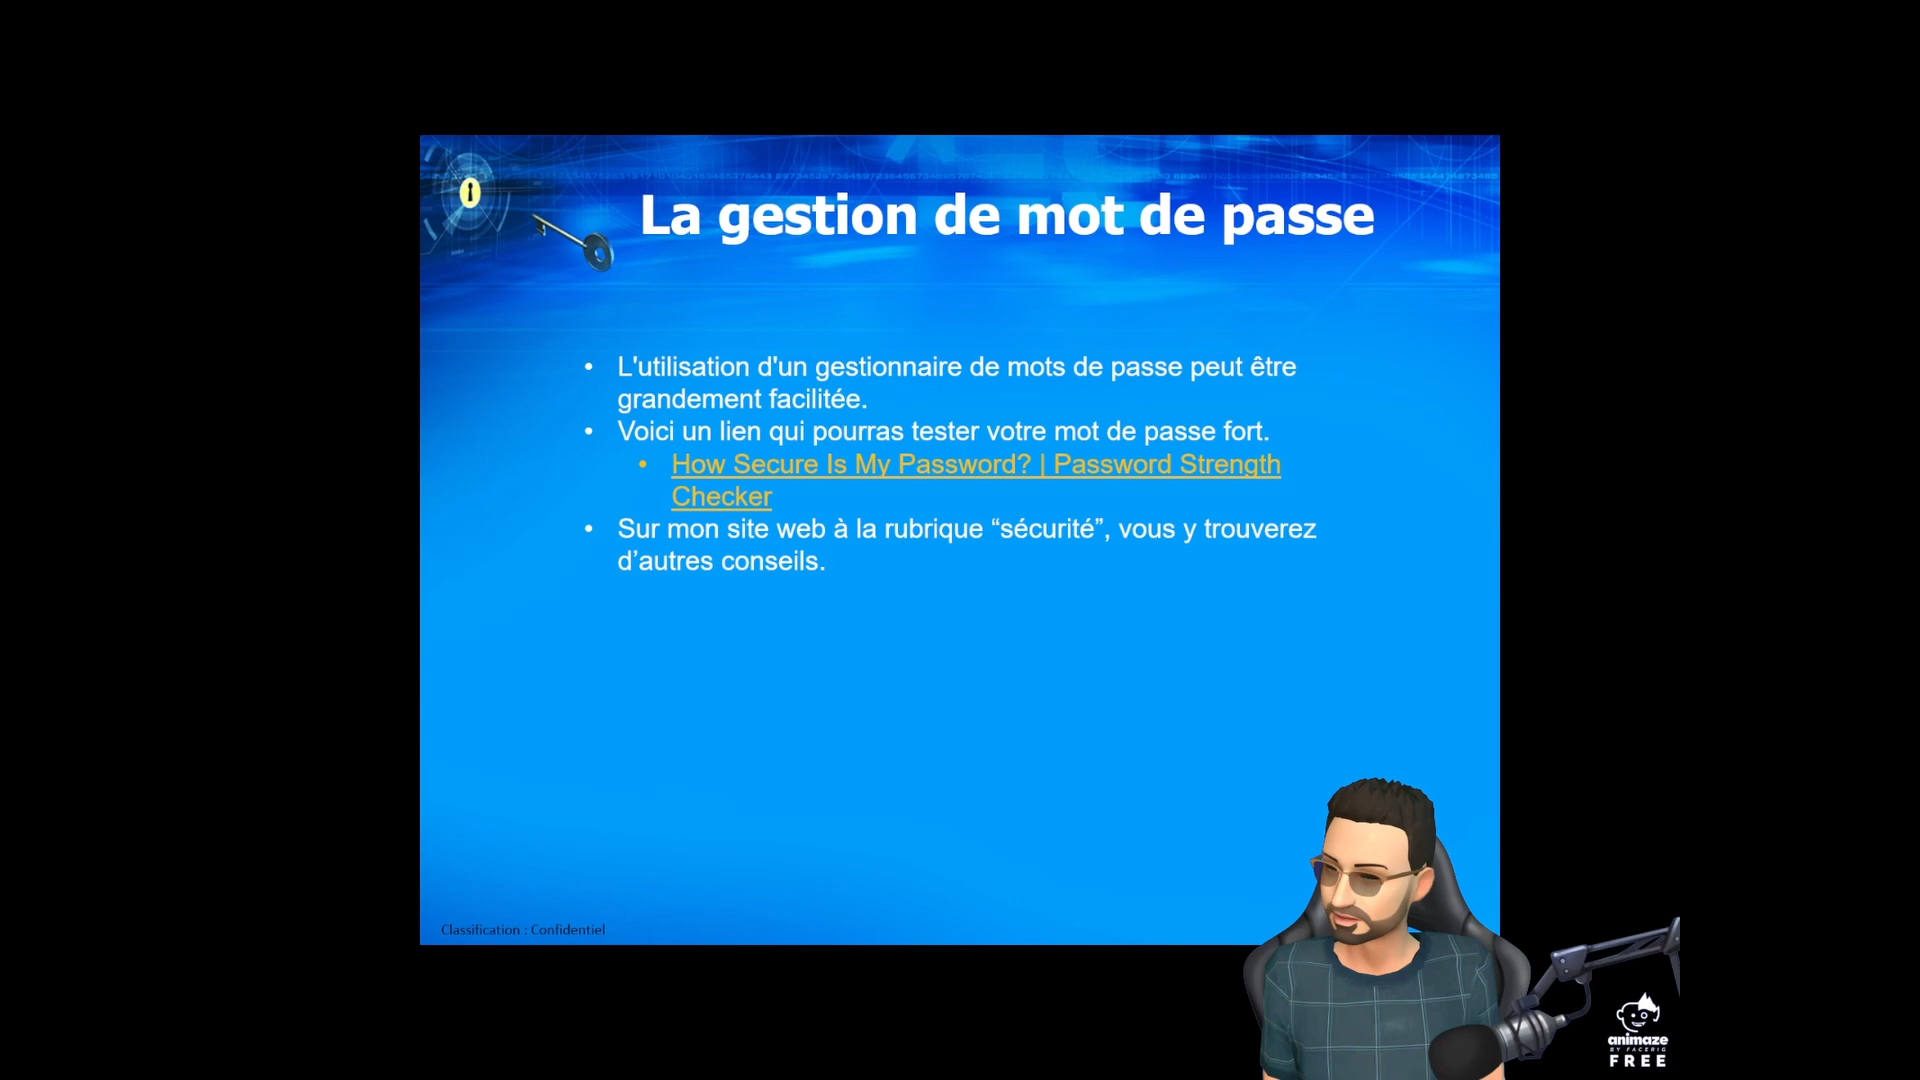 La gestion de mot de passe
• L'utilisation d'un gestionnaire de mots de passe peut être
grandement facilitée.
• Voici un lien qui pourras tester votre mot de passe fort.
• How Secure Is My Password? | Password Strength
Checker
• Sur mon site web à la rubrique “sécurité”, vous y trouverez
d’autres conseils.
Classification : Confidentiel
animaze
BY FACERIG
FREE